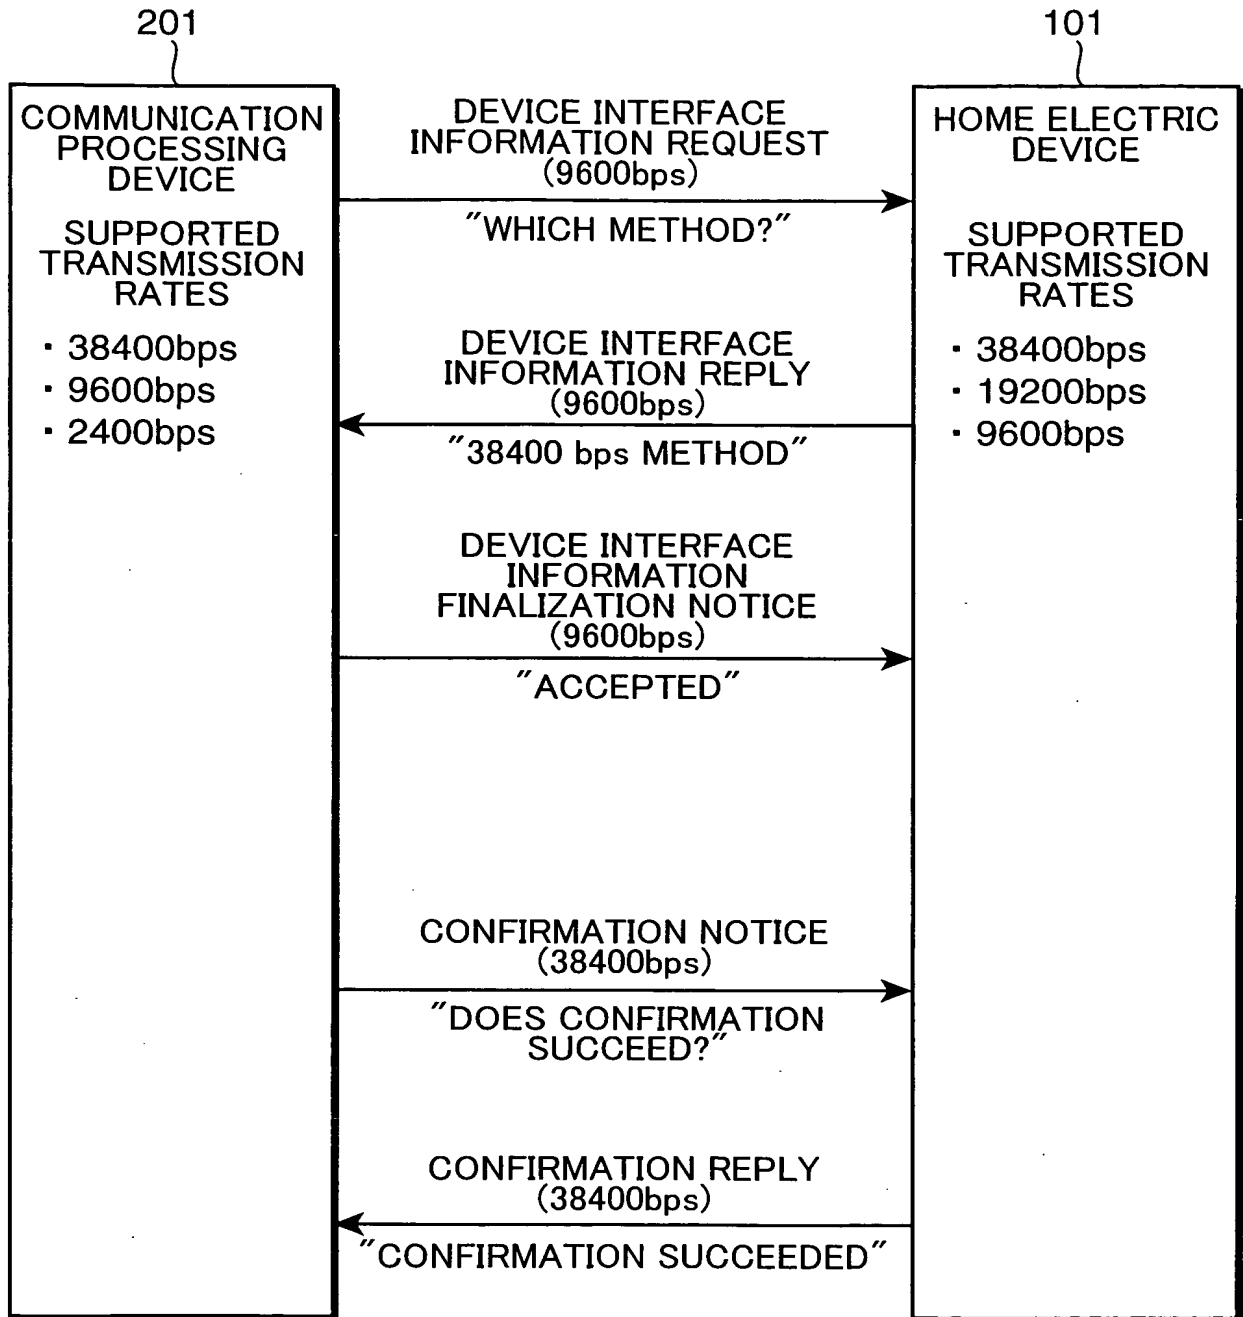 201
101
COMMUNICATION
PROCESSING
DEVICE
SUPPORTED
TRANSMISSION
RATES
・38400bps
・9600bps
・2400bps
DEVICE INTERFACE
INFORMATION REQUEST
(9600bps)
"WHICH METHOD?"
DEVICE INTERFACE
INFORMATION REPLY
(9600bps)
"38400 bps METHOD"
DEVICE INTERFACE
INFORMATION
FINALIZATION NOTICE
(9600bps)
"ACCEPTED"
CONFIRMATION NOTICE
(38400bps)
"DOES CONFIRMATION
SUCCEED?"
CONFIRMATION REPLY
(38400bps)
"CONFIRMATION SUCCEEDED"
HOME ELECTRIC
DEVICE
SUPPORTED
TRANSMISSION
RATES
・38400bps
・19200bps
・9600bps